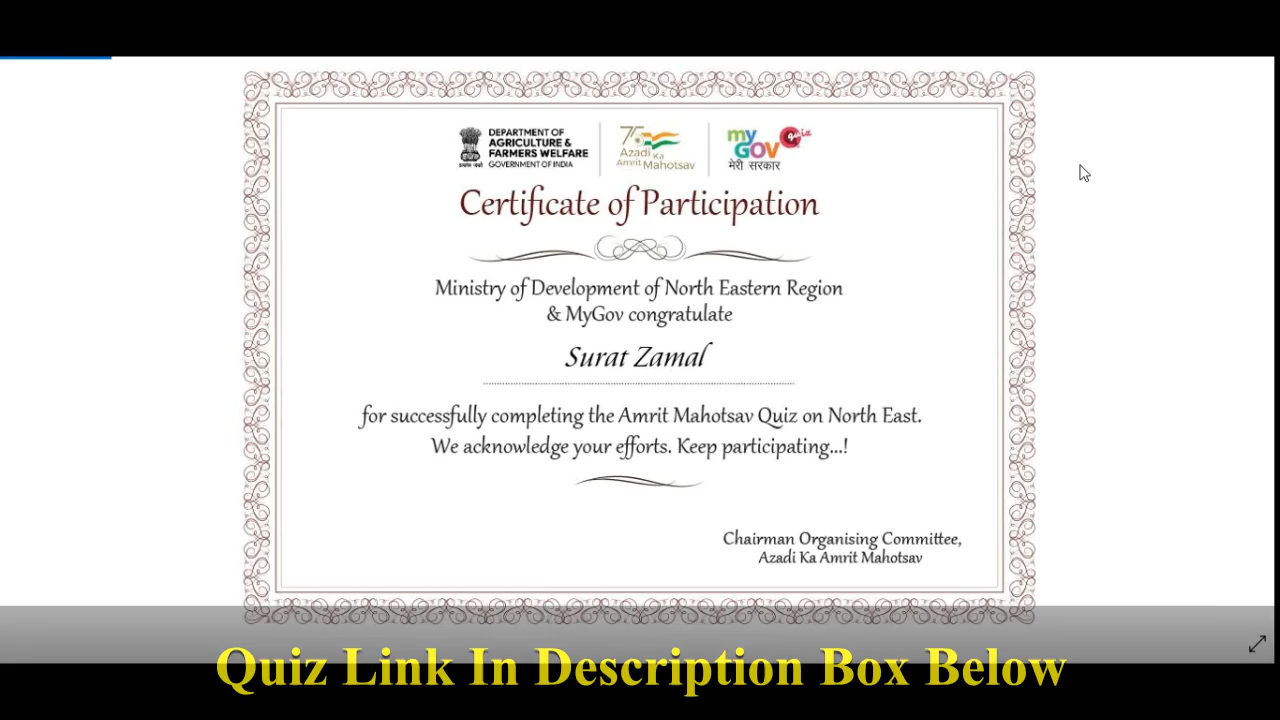 DEPARTMENT OF
AGRICULTURE &
FARMERS WELFARE
GOVERNMENT OF INDIA
75
Azadi Ka
Amrit Mahotsav
my
GOV
quiz
मेरी सरकार
Certificate of Participation
Ministry of Development of North Eastern Region
& MyGov congratulate
Surat Zamal
for successfully completing the Amrit Mahotsav Quiz on North East.
We acknowledge your efforts. Keep participating...!
Chairman Organising Committee,
Azadi Ka Amrit Mahotsav
Quiz Link In Description Box Below